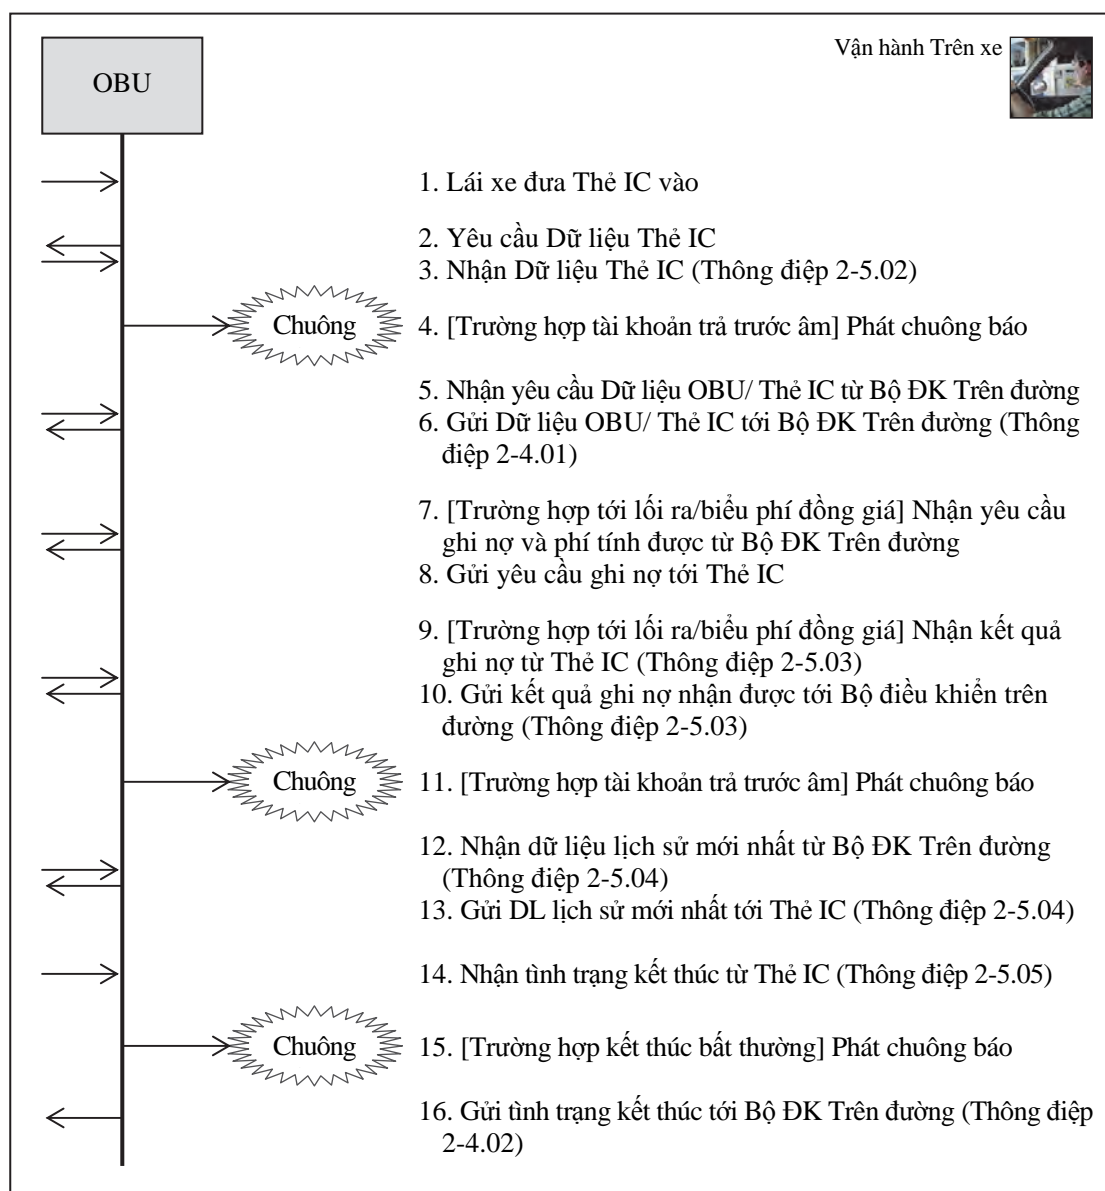 Vận hành Trên xe
OBU
1. Lái xe đưa Thẻ IC vào
2. Yêu cầu Dữ liệu Thẻ IC
3. Nhận Dữ liệu Thẻ IC (Thông điệp 2-5.02)
Chuông
4. [Trường hợp tài khoản trả trước âm] Phát chuông báo
5. Nhận yêu cầu Dữ liệu OBU/ Thẻ IC từ Bộ ĐK Trên đường
6. Gửi Dữ liệu OBU/ Thẻ IC tới Bộ ĐK Trên đường (Thông
điệp 2-4.01)
7. [Trường hợp tới lối ra/biểu phí đồng giá] Nhận yêu cầu
ghi nợ và phí tính được từ Bộ ĐK Trên đường
8. Gửi yêu cầu ghi nợ tới Thẻ IC
9. [Trường hợp tới lối ra/biểu phí đồng giá] Nhận kết quả
ghi nợ từ Thẻ IC (Thông điệp 2-5.03)
10. Gửi kết quả ghi nợ nhận được tới Bộ điều khiển trên
đường (Thông điệp 2-5.03)
Chuông
11. [Trường hợp tài khoản trả trước âm] Phát chuông báo
12. Nhận dữ liệu lịch sử mới nhất từ Bộ ĐK Trên đường
(Thông điệp 2-5.04)
13. Gửi DL lịch sử mới nhất tới Thẻ IC (Thông điệp 2-5.04)
14. Nhận tình trạng kết thúc từ Thẻ IC (Thông điệp 2-5.05)
Chuông
15. [Trường hợp kết thúc bất thường] Phát chuông báo
16. Gửi tình trạng kết thúc tới Bộ ĐK Trên đường (Thông điệp
2-4.02)